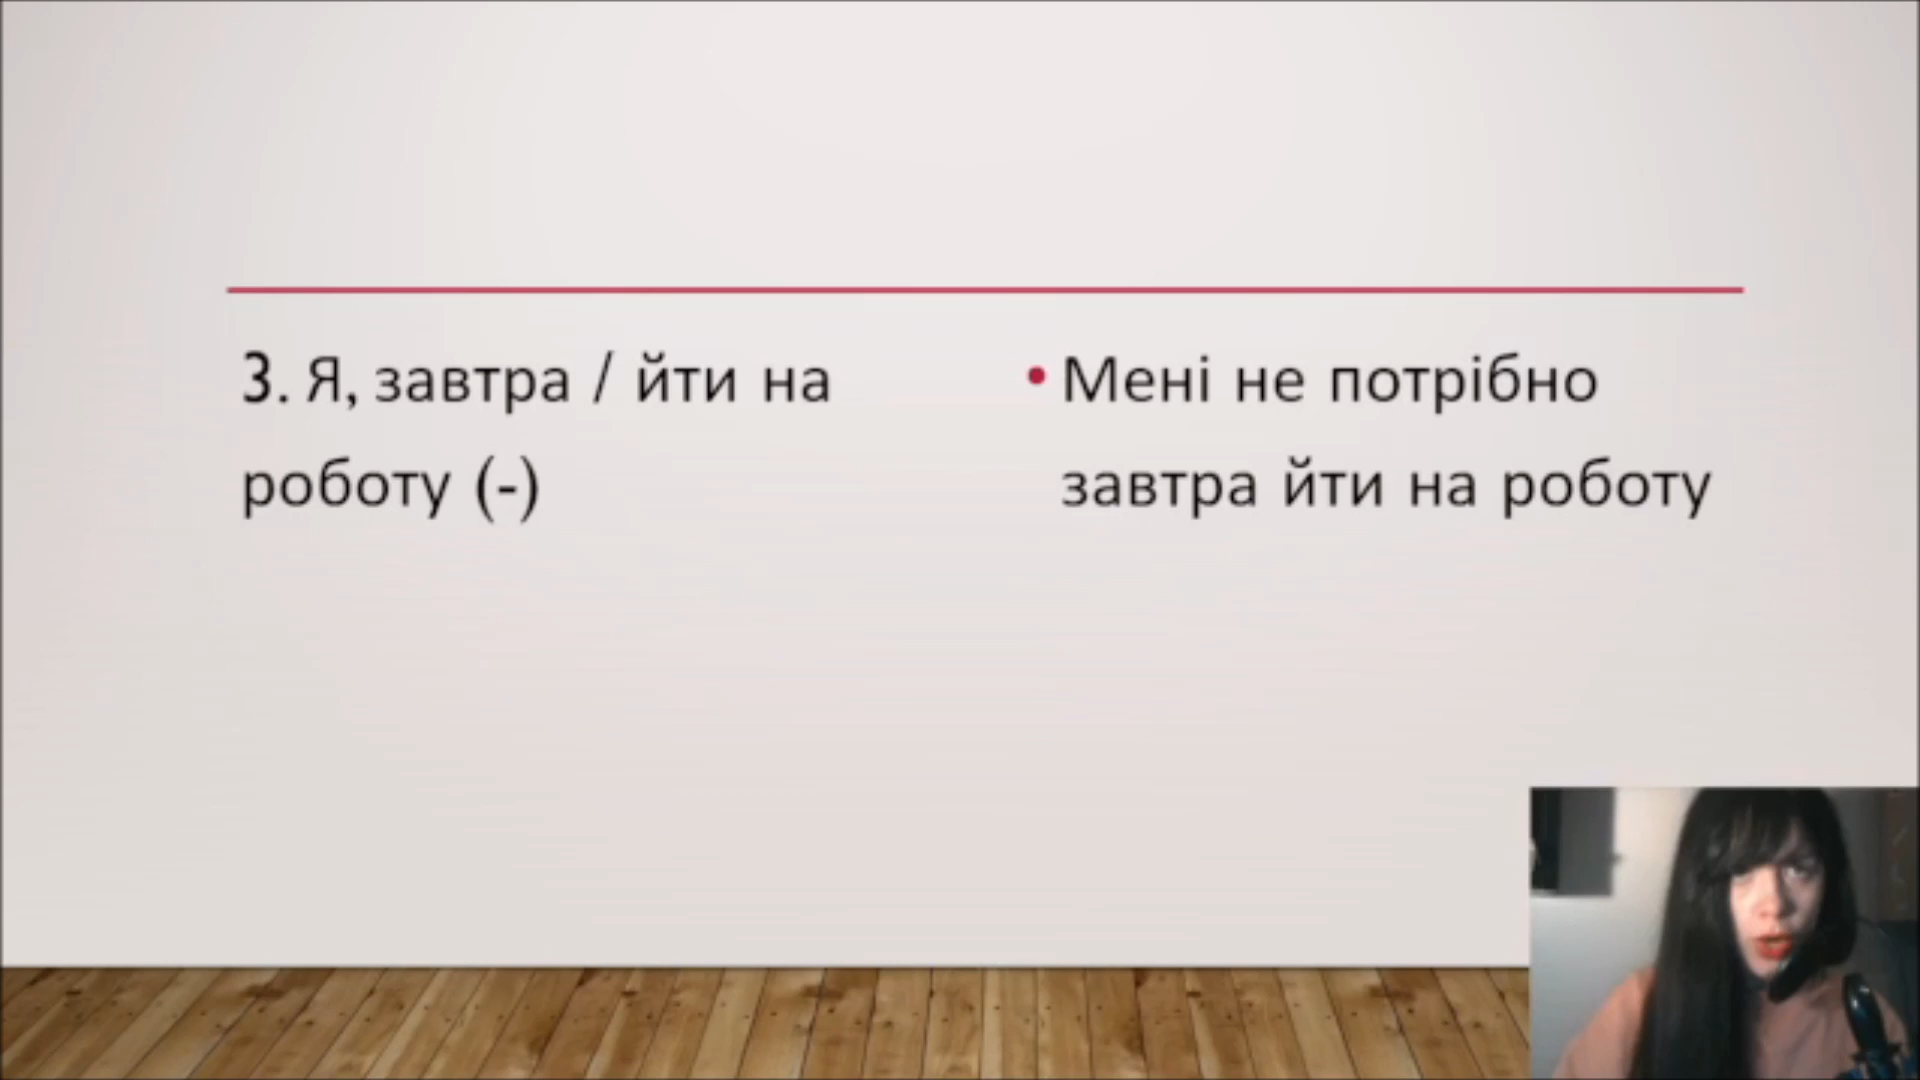 3. Я, завтра / йти на
роботу (-)
• Мені не потрібно
завтра йти на роботу